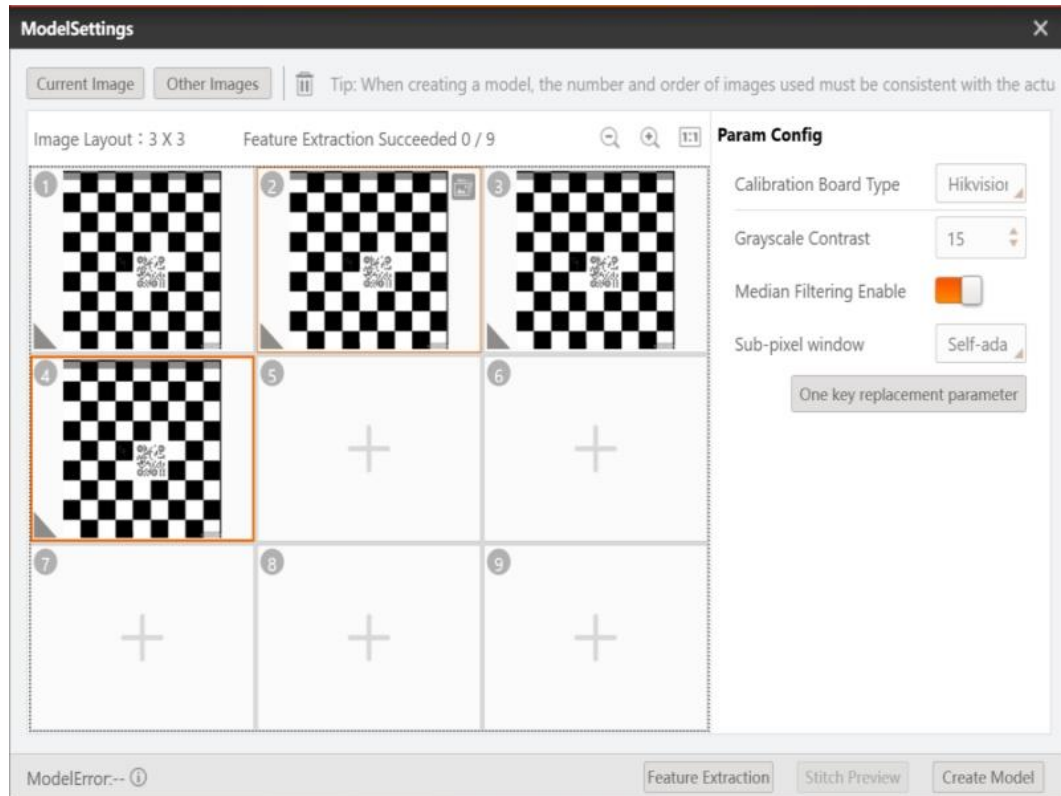 ModelSettings
Current Image Other Images Tip: When creating a model, the number and order of images used must be consistent with the actu
Image Layout：3 X 3 Feature Extraction Succeeded 0 / 9 1:1 Param Config
1 2 3
Calibration Board Type Hikvision
Grayscale Contrast 15
Median Filtering Enable
Sub-pixel window Self-ada
4 5 6
One key replacement parameter
7 8 9
ModelError:-- Feature Extraction Stitch Preview Create Model